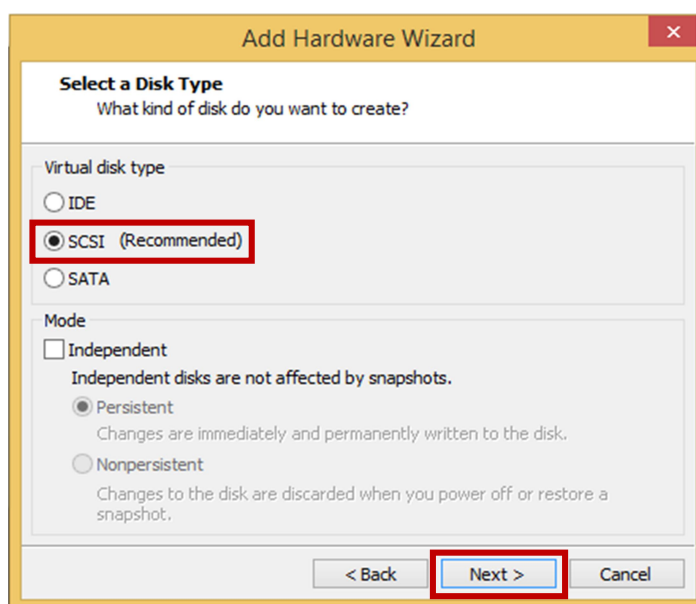 Add Hardware Wizard
Select a Disk Type
What kind of disk do you want to create?
Virtual disk type
IDE
SCSI (Recommended)
SATA
Mode
Independent
Independent disks are not affected by snapshots.
Persistent
Changes are immediately and permanently written to the disk.
Nonpersistent
Changes to the disk are discarded when you power off or restore a
snapshot.
< Back Next > Cancel